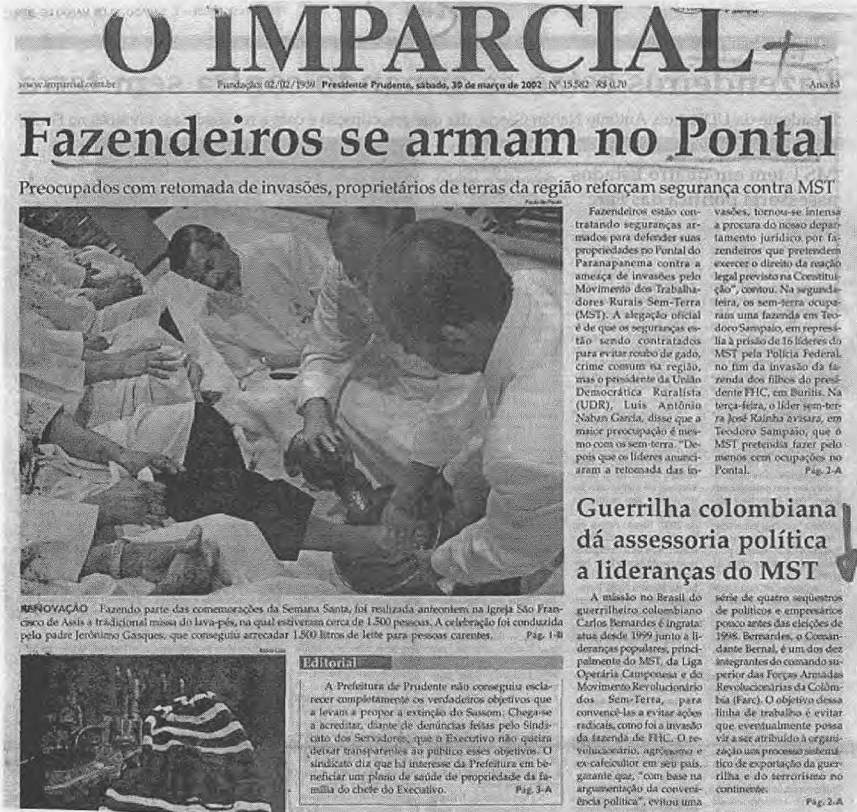 O IMPARCIAL
www.imparcial.com.br
Fundação: 02/02/1939 Presidente Prudente, sábado, 30 de março de 2002 Nº 15.582 R$ 0,70
Ano 63
Fazendeiros se armam no Pontal
Preocupados com retomada de invasões, proprietários de terras da região reforçam segurança contra MST
Paulo de Paula
Fazendeiros estão con-
tratando seguranças ar-
mados para defender suas
propriedades no Pontal do
Paranapanema contra a
ameaça de invasões pelo
Movimento dos Trabalha-
dores Rurais Sem-Terra
(MST). A alegação oficial
é de que os seguranças es-
tão sendo contratados
para evitar roubo de gado,
crime comum na região,
mas o presidente da União
Democrática Ruralista
(UDR), Luis Antônio
Naban Garcia, disse que a
maior preocupação é mes-
mo com os sem-terra. "De-
pois que os líderes anunci-
aram a retomada das in-
vasões, tornou-se intensa
a procura do nosso depar-
tamento jurídico por fa-
zendeiros que pretendem
exercer o direito da reação
legal previsto na Constitui-
ção", contou. Na segunda-
feira, os sem-terra ocupa-
ram uma fazenda em Teo-
doro Sampaio, em represá-
lia à prisão de 16 líderes do
MST pela Polícia Federal,
no fim da invasão da fa-
zenda dos filhos do presi-
dente FHC, em Buritis. Na
terça-feira, o líder sem-ter-
ra José Rainha avisara, em
Teodoro Sampaio, que o
MST pretendia fazer pelo
menos cem ocupações no
Pontal. Pág. 2-A
RENOVAÇÃO Fazendo parte das comemorações da Semana Santa, foi realizada anteontem na Igreja São Fran-
cisco de Assis a tradicional missa do lava-pés, na qual estiveram cerca de 1.500 pessoas. A celebração foi conduzida
pelo padre Jerônimo Gasques, que conseguiu arrecadar 1.500 litros de leite para pessoas carentes. Pág. 1-B
Guerrilha colombiana
dá assessoria política
a lideranças do MST
A missão no Brasil do
guerrilheiro colombiano
Carlos Bernardes é ingrata:
atua desde 1999 junto a li-
deranças populares, princi-
palmente do MST, da Liga
Operária Camponesa e do
Movimento Revolucionário
dos Sem-Terra, para
convencê-las a evitar ações
radicais, como foi a invasão
da fazenda de FHC. O re-
volucionário, agrônomo e
ex-cafeicultor em seu país,
garante que, "com base na
argumentação da conveni-
ência política", evitou uma
série de quatro seqüestros
de políticos e empresários
pouco antes das eleições de
1998. Bernardes, o Coman-
dante Bernal, é um dos dez
integrantes do comando su-
perior das Forças Armadas
Revolucionárias da Colôm-
bia (Farc). O objetivo dessa
linha de trabalho é evitar
que eventualmente possa
vir a ser atribuído à organi-
zação um processo sistemá-
tico de exportação da guer-
rilha e do terrorismo no
continente. Pág. 2-A
Editorial
A Prefeitura de Prudente não conseguiu escla-
recer completamente os verdadeiros objetivos que
a levam a propor a extinção do Sassom. Chega-se
a acreditar, diante de denúncias feitas pelo Sindi-
cato dos Servidores, que o Executivo não queira
deixar transparentes ao público esses objetivos. O
sindicato diz que há interesse da Prefeitura em be-
neficiar um plano de saúde de propriedade da fa-
mília do chefe do Executivo. Pág. 3-A